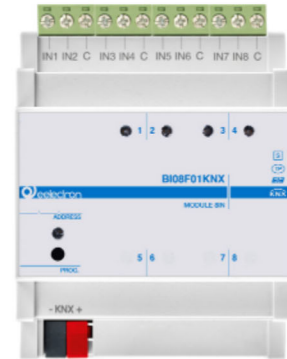 IN1 IN2 C IN3 IN4 C IN5 IN6 C IN7 IN8 C
1 2 3 4
BI08F01KNX
eelectron
KNX
MODULE BIN
ADDRESS
PROG.
5 6 7 8
- KNX +